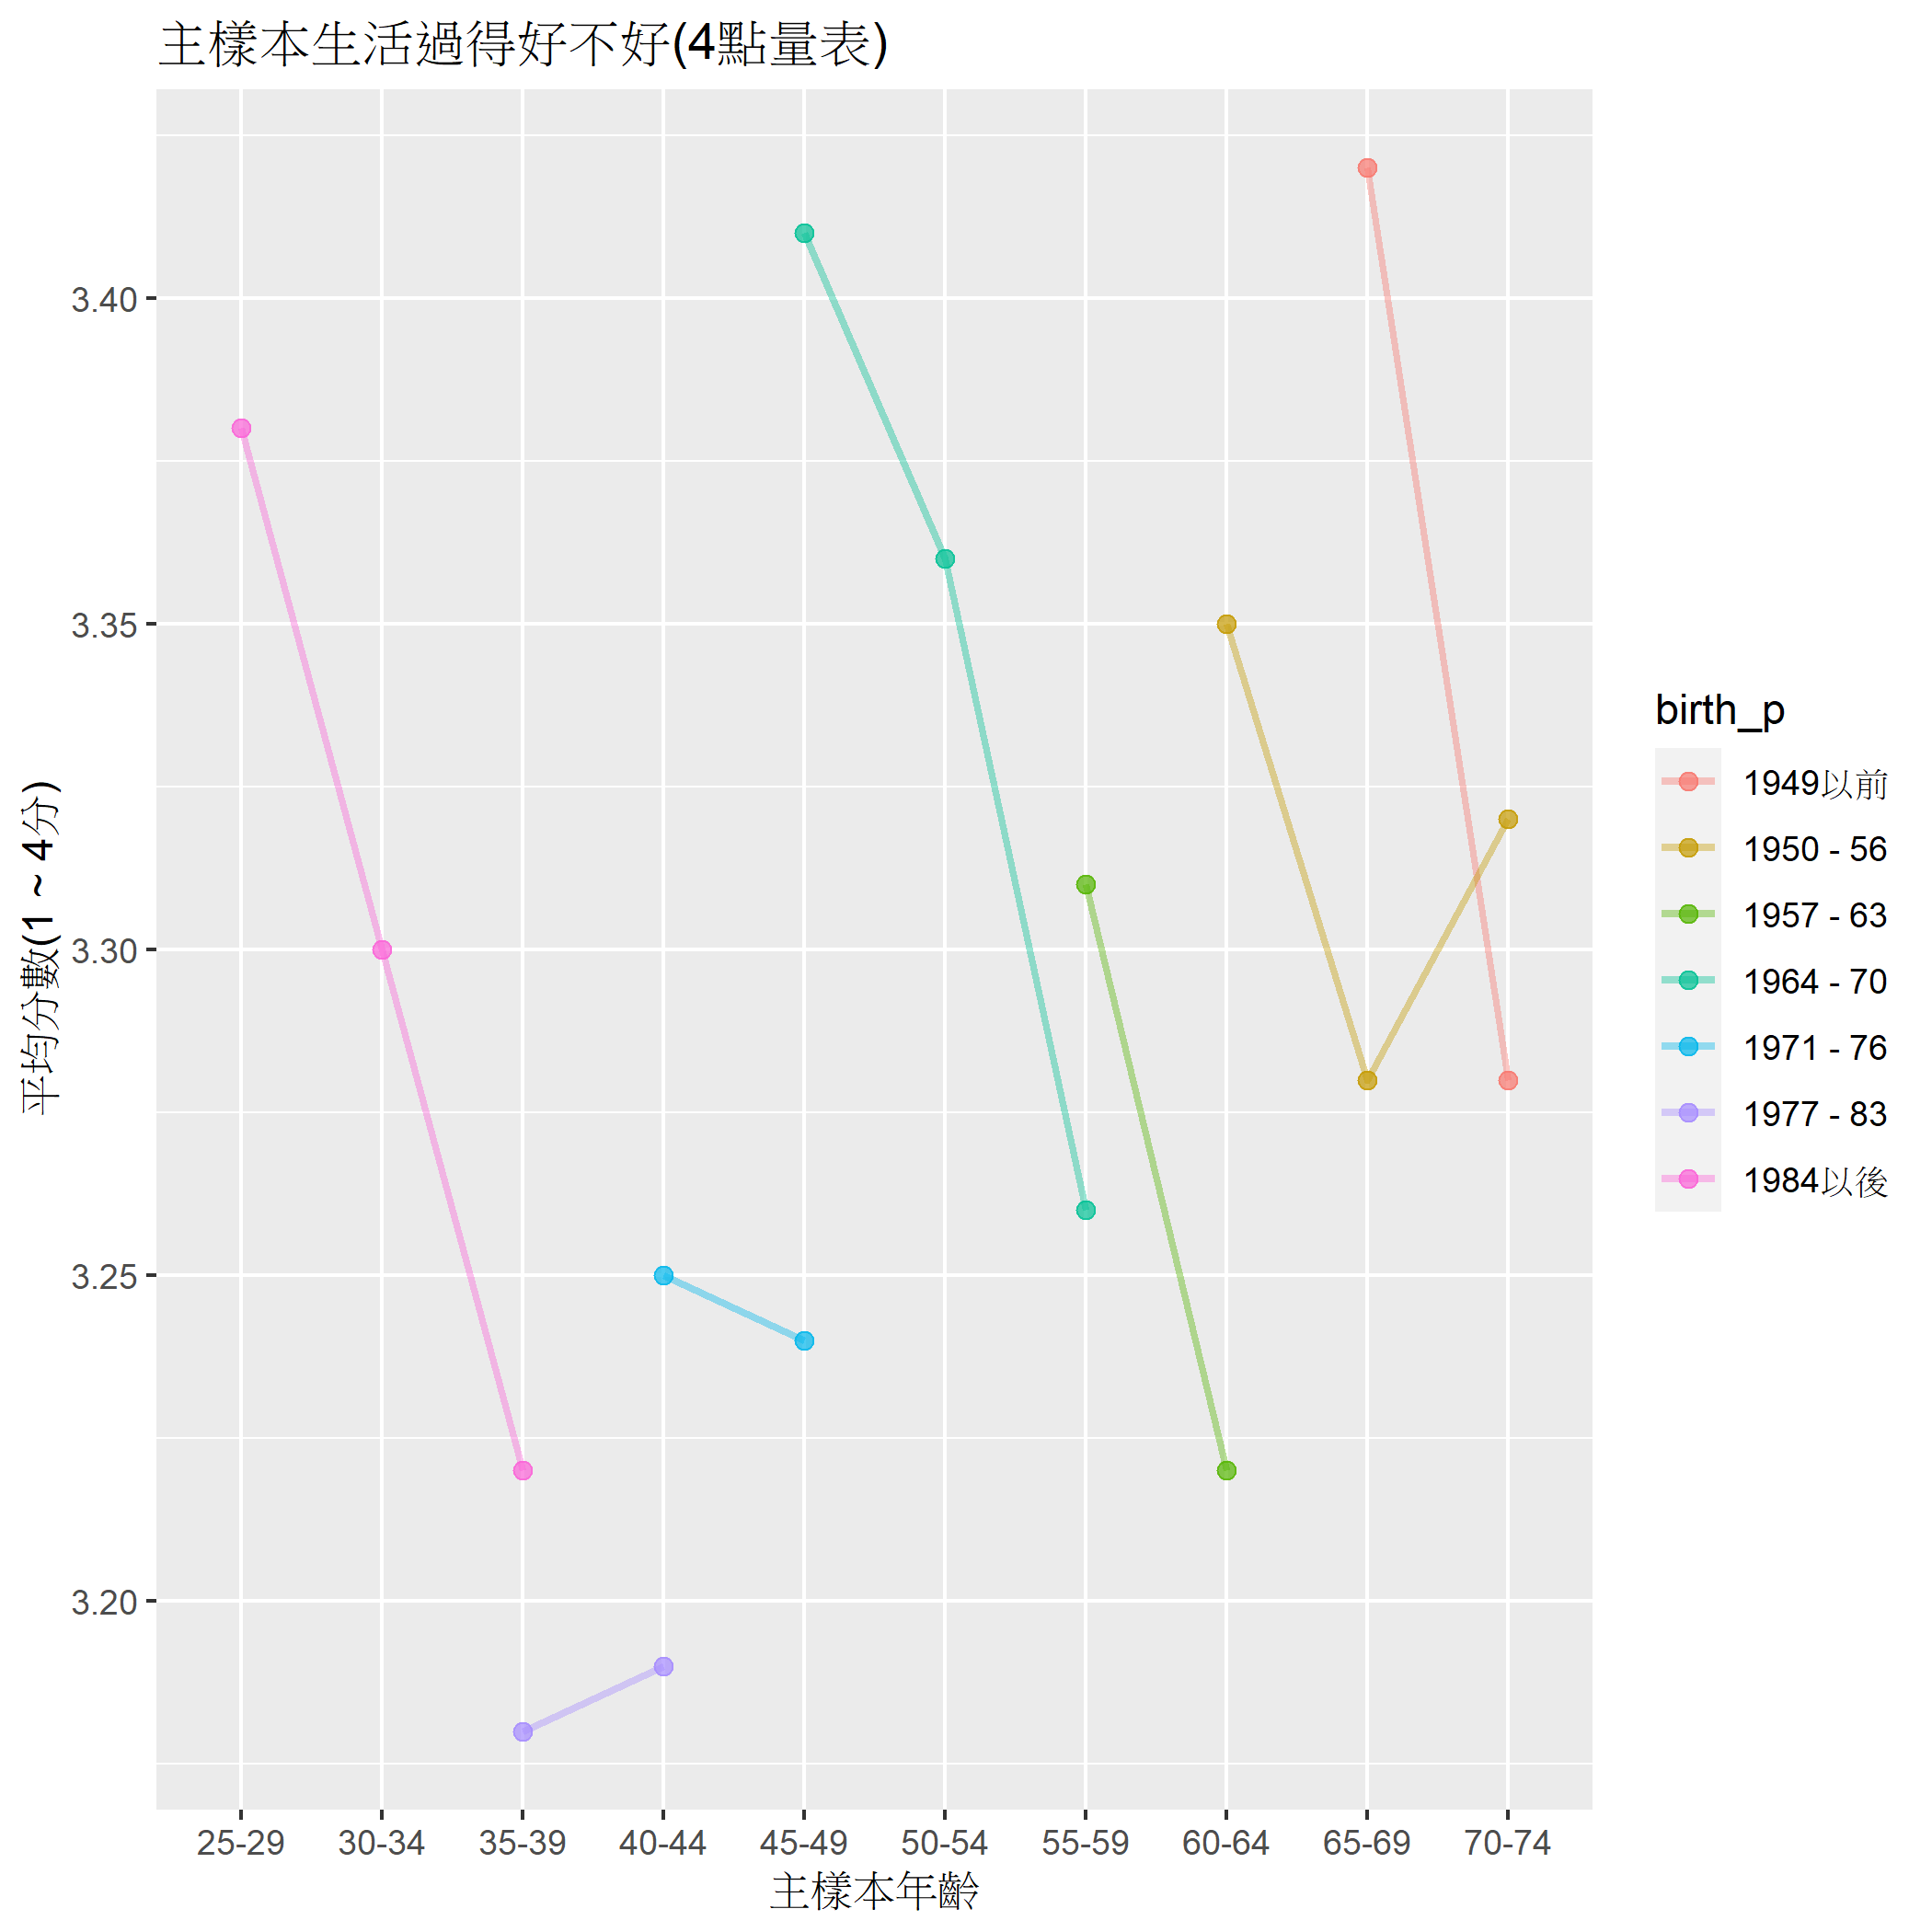 主樣本生活過得好不好(4點量表)
平均分數(1 ~ 4分)
3.40
3.35
3.30
3.25
3.20
25-29 30-34 35-39 40-44 45-49 50-54 55-59 60-64 65-69 70-74
主樣本年齡
birth_p
1949以前
1950 - 56
1957 - 63
1964 - 70
1971 - 76
1977 - 83
1984以後